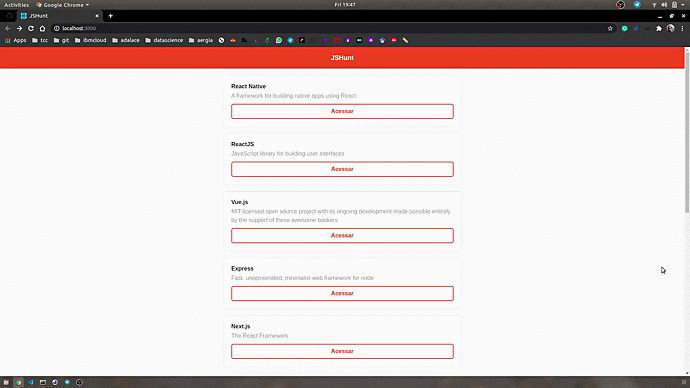 Activities
Google Chrome
Fri 19:47
JSHunt
localhost:3000
Apps
tcc
git
ibmcloud
adalace
datascience
aergia
JSHunt
React Native
A framework for building native apps using React
Acessar
ReactJS
JavaScript library for building user interfaces
Acessar
Vue.js
MIT-licensed open source project with its ongoing development made possible entirely
by the support of these awesome backers
Acessar
Express
Fast, unopinionated, minimalist web framework for node
Acessar
Next.js
The React Framework
Acessar